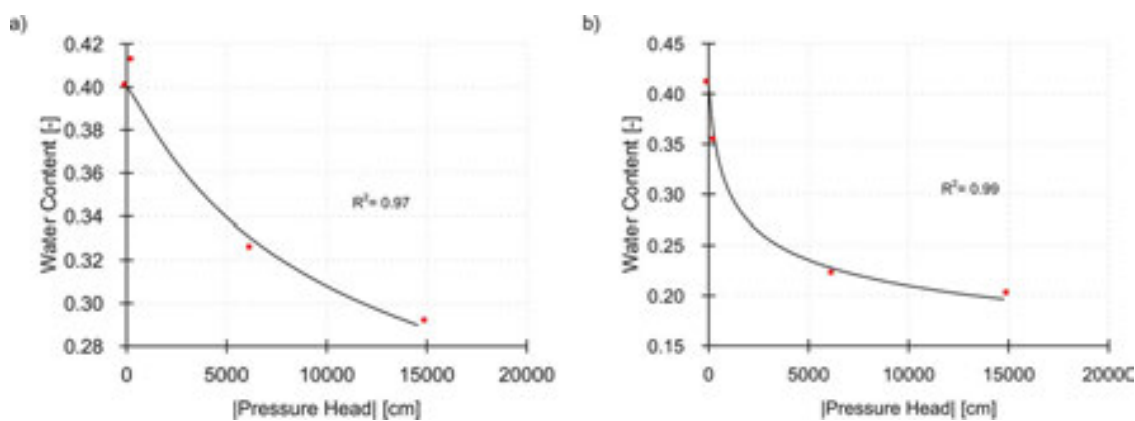 a)
0.42
0.40
0.38
0.36
0.34
0.32
0.30
0.28
Water Content [-]
R²= 0.97
0 5000 10000 15000 20000
|Pressure Head| [cm]
b)
0.45
0.40
0.35
0.30
0.25
0.20
0.15
Water Content [-]
R²= 0.99
0 5000 10000 15000 20000
|Pressure Head| [cm]